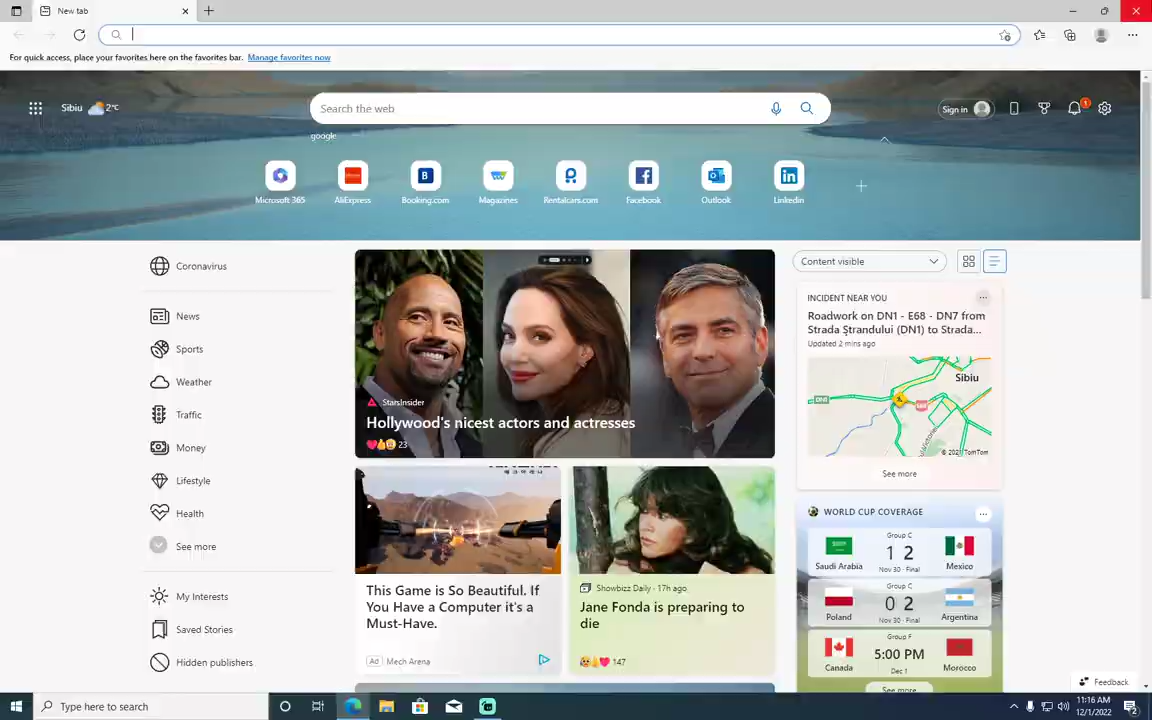 New tab
For quick access, place your favorites here on the favorites bar. Manage favorites now
Sibiu 2°C
Search the web
Sign in
1
google
Microsoft 365
AliExpress
Booking.com
Magazines
Rentalcars.com
Facebook
Outlook
Linkedin
Coronavirus
News
Sports
Weather
Traffic
Money
Lifestyle
Health
See more
My Interests
Saved Stories
Hidden publishers
StarsInsider
Hollywood's nicest actors and actresses
23
This Game is So Beautiful. If
You Have a Computer it's a
Must-Have.
Ad Mech Arena
Showbizz Daily · 17h ago
Jane Fonda is preparing to
die
147
Content visible
INCIDENT NEAR YOU
Roadwork on DN1 - E68 - DN7 from
Strada Ștrandului (DN1) to Strada...
Updated 2 mins ago
Sibiu
DN1
See more
WORLD CUP COVERAGE
Group C
Saudi Arabia 1 2 Mexico
Nov 30 · Final
Group C
Poland 0 2 Argentina
Nov 30 · Final
Group F
Canada 5:00 PM Morocco
Dec 1
See more
Feedback
Type here to search
11:16 AM
12/1/2022
2